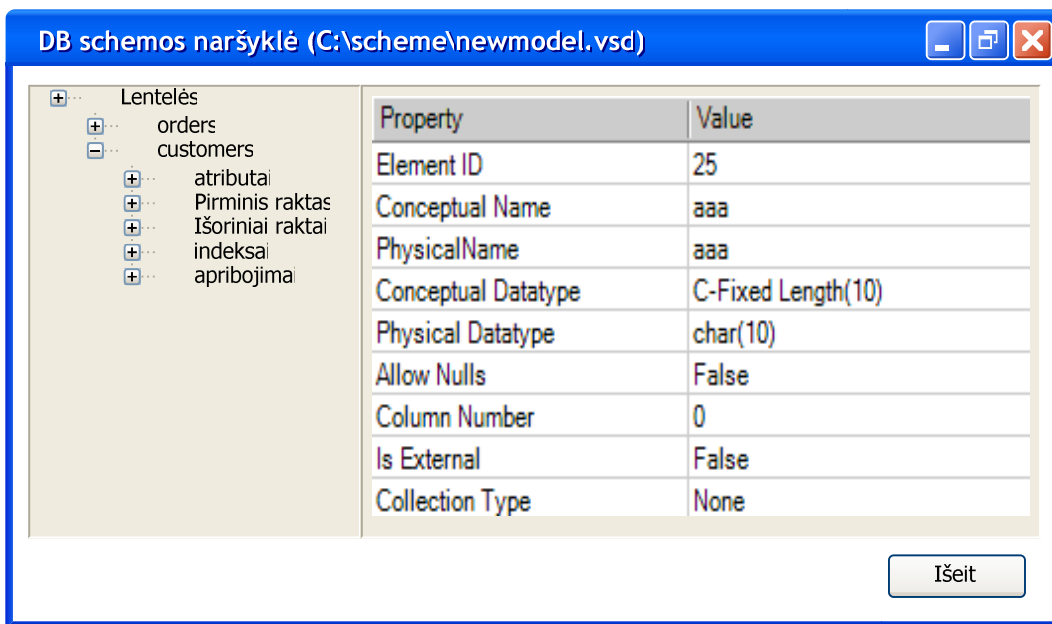 DB schemos naršyklė (C:\scheme\newmodel.vsd)
Lentelės
orders
customers
atributai
Pirminis raktas
Išoriniai raktai
indeksai
apribojimai
Property Value
Element ID 25
Conceptual Name aaa
PhysicalName aaa
Conceptual Datatype C-Fixed Length(10)
Physical Datatype char(10)
Allow Nulls False
Column Number 0
Is External False
Collection Type None
Išeit